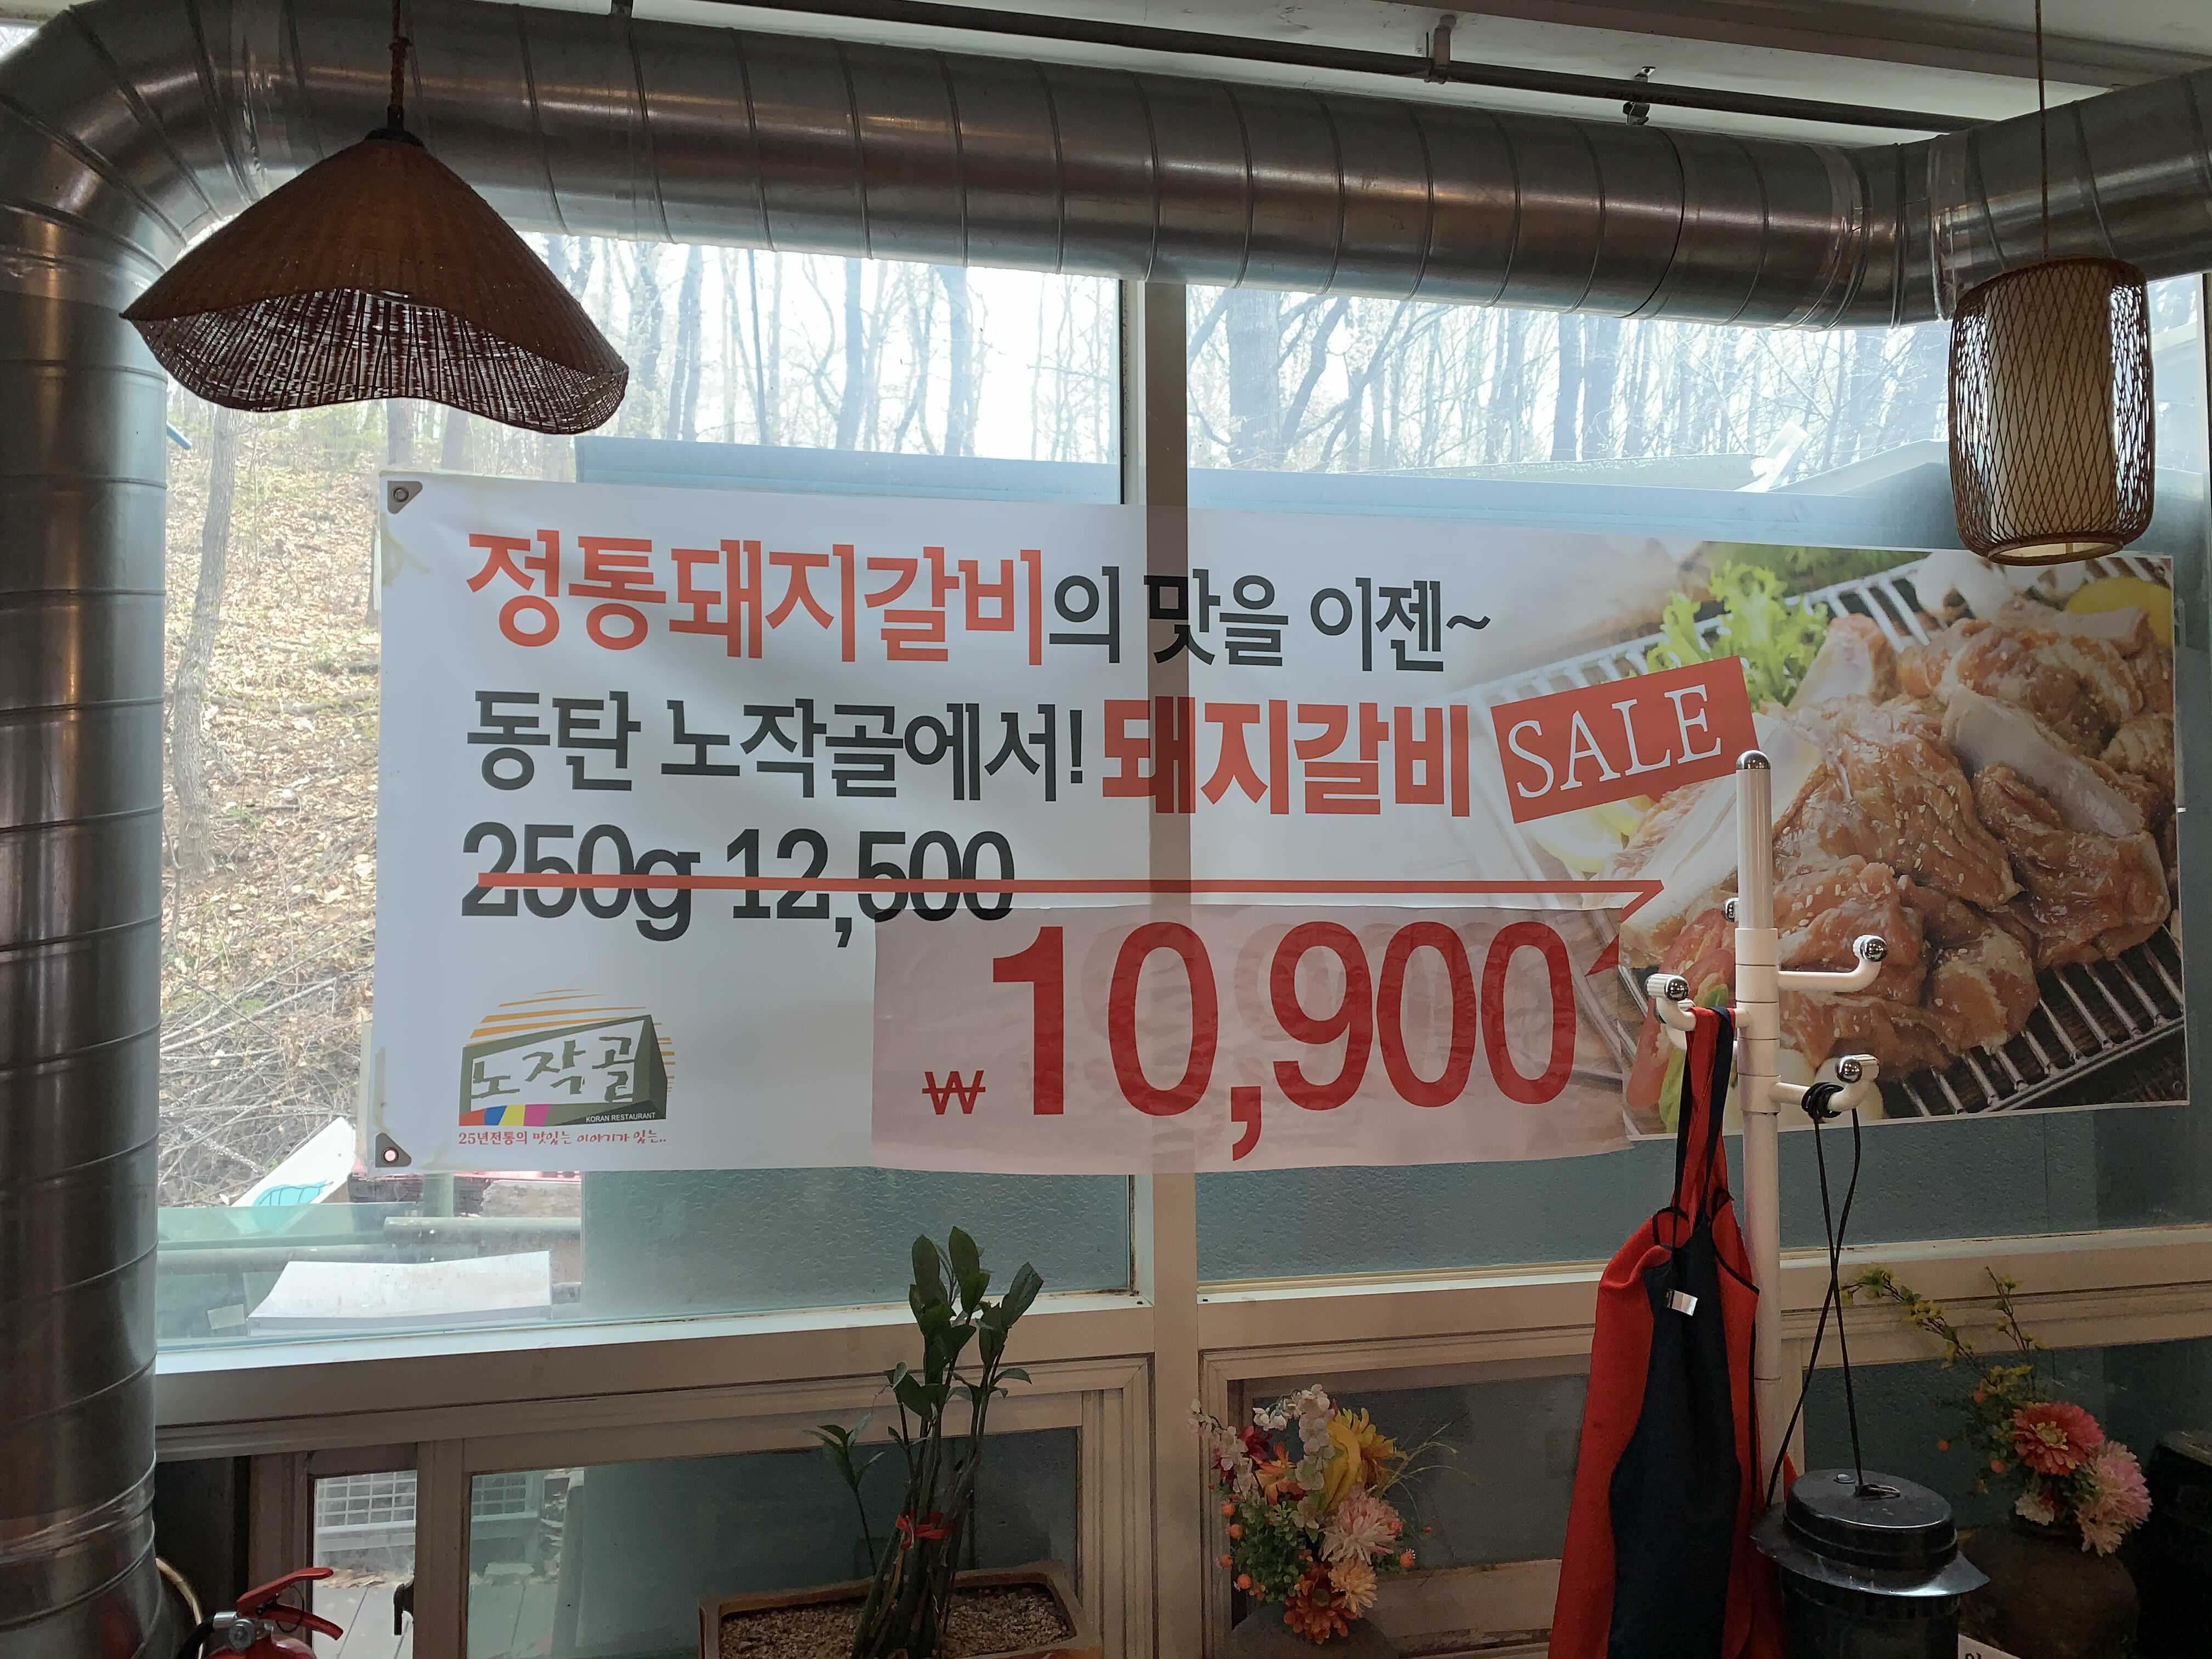 정통돼지갈비의 맛을 이젠~
동탄 노작골에서! 돼지갈비 SALE
250g 12,500
₩10,900
노작골
KORAN RESTAURANT
25년전통의 맛있는 이야기가 있는..